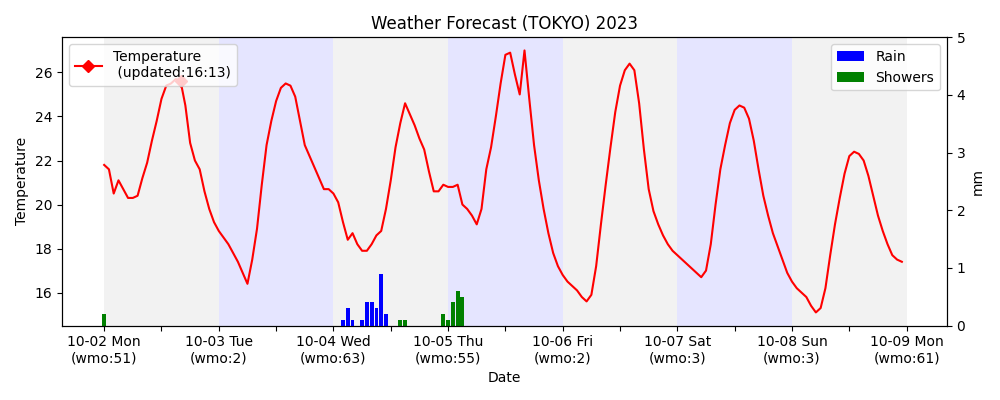 Weather Forecast (TOKYO) 2023
Temperature
(updated:16:13)
Rain
Showers
Temperature
26
24
22
20
18
16
5
4
3
2
1
0
mm
10-02 Mon 10-03 Tue 10-04 Wed 10-05 Thu 10-06 Fri 10-07 Sat 10-08 Sun 10-09 Mon
(wmo:51) (wmo:2) (wmo:63) (wmo:55) (wmo:2) (wmo:3) (wmo:3) (wmo:61)
Date